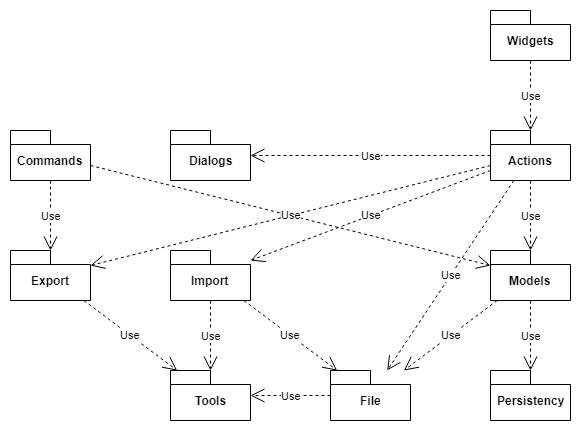 Widgets
Use
Commands
Dialogs
Use
Actions
Use
Use
Use
Use
Export
Import
Use
Models
Use
Use
Use
Use
Use
Tools
Use
File
Persistency